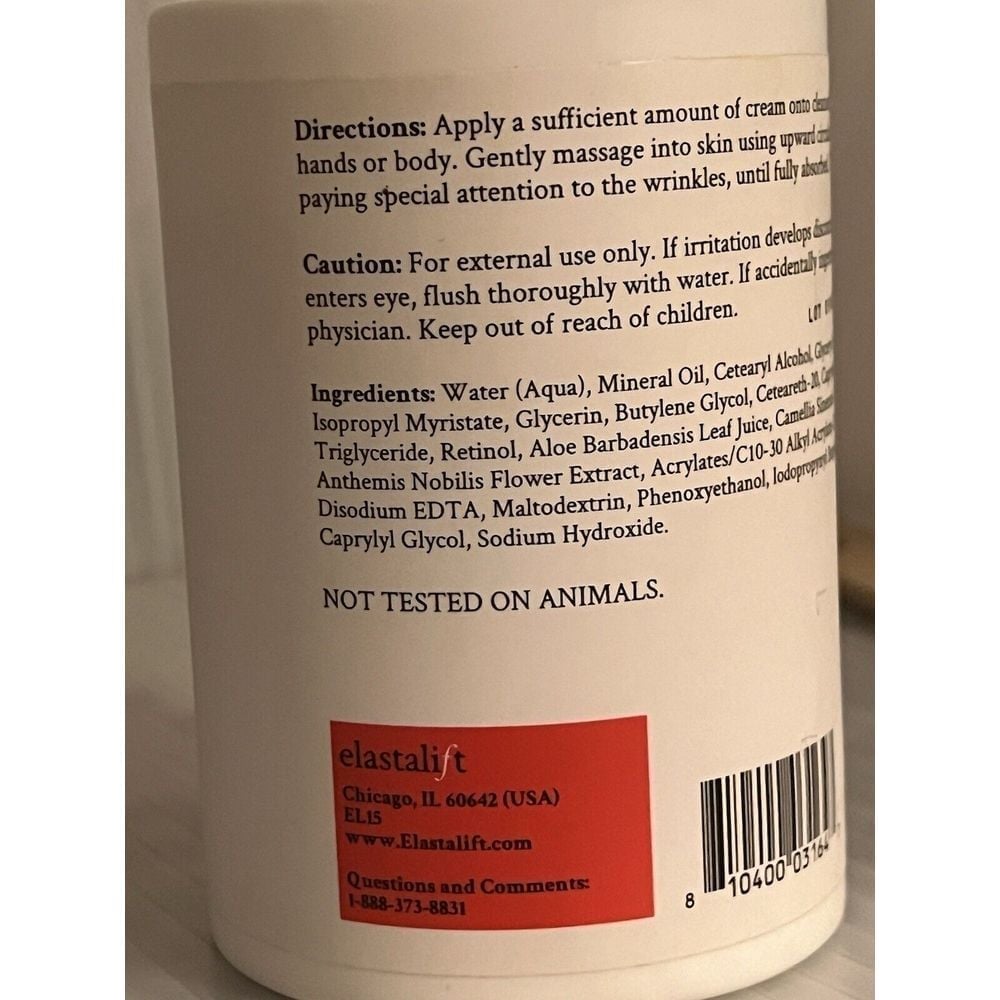 Directions: Apply a sufficient amount of cream onto
hands or body. Gently massage into skin using upward
paying special attention to the wrinkles, until fully absorbed,
Caution: For external use only. If irritation develops
enters eye, flush thoroughly with water. If accidentally
physician. Keep out of reach of children.
LOT
Ingredients: Water (Aqua), Mineral Oil, Cetearyl Alcohol,
Isopropyl Myristate, Glycerin, Butylene Glycol, Ceteareth-20,
Triglyceride, Retinol, Aloe Barbadensis Leaf Juice, Camellia
Anthemis Nobilis Flower Extract, Acrylates/C10-30 Alkyl
Disodium EDTA, Maltodextrin, Phenoxyethanol,
Caprylyl Glycol, Sodium Hydroxide.
NOT TESTED ON ANIMALS.
elastalift
Chicago, IL 60642 (USA)
EL15
www.Elastalift.com
Questions and Comments:
1-888-373-8831
8 10400 03164